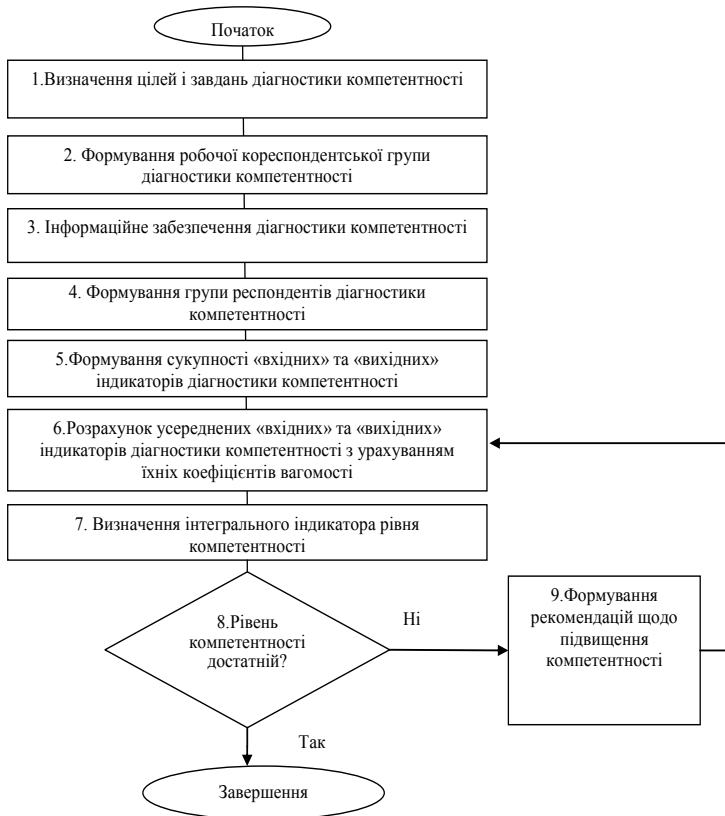 Початок
1.Визначення цілей і завдань діагностики компетентності
2. Формування робочої кореспондентської групи
діагностики компетентності
3. Інформаційне забезпечення діагностики компетентності
4. Формування групи респондентів діагностики
компетентності
5.Формування сукупності «вхідних» та «вихідних»
індикаторів діагностики компетентності
6.Розрахунок усереднених «вхідних» та «вихідних»
індикаторів діагностики компетентності з урахуванням
їхніх коефіцієнтів вагомості
7. Визначення інтегрального індикатора рівня
компетентності
8.Рівень
компетентності
достатній?
Ні
9.Формування
рекомендацій щодо
підвищення
компетентності
Так
Завершення